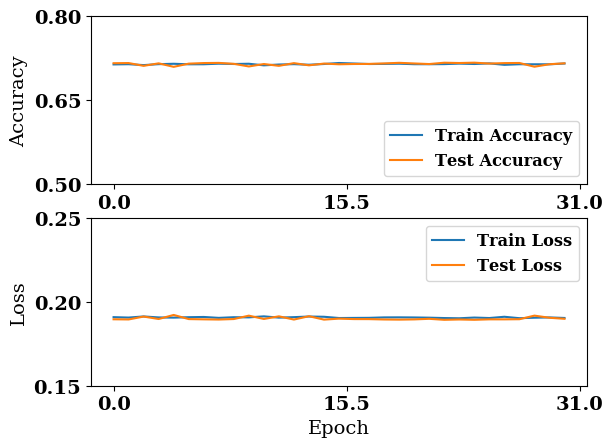 0.80
Accuracy
0.65
Train Accuracy
Test Accuracy
0.50
0.0 15.5 31.0
0.25
Train Loss
Test Loss
Loss
0.20
0.15
0.0 15.5 31.0
Epoch